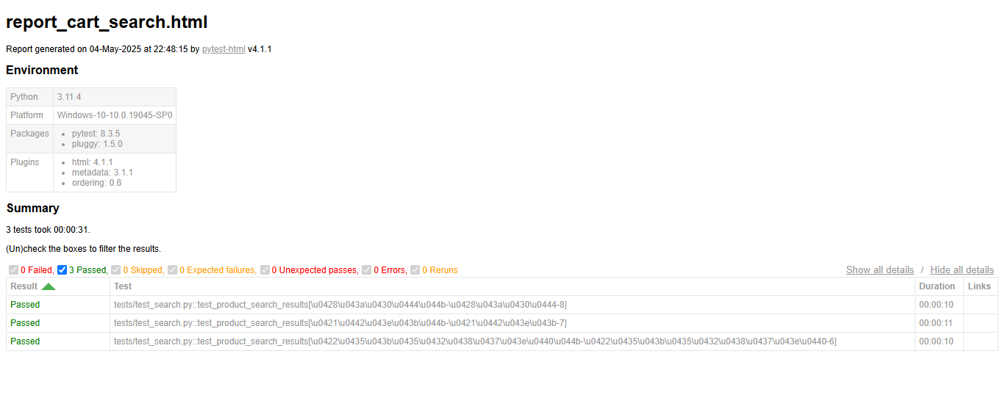 report_cart_search.html
Report generated on 04-May-2025 at 22:48:15 by pytest-html v4.1.1
Environment
Python 3.11.4
Platform Windows-10-10.0.19045-SP0
Packages
pytest: 8.3.5
pluggy: 1.5.0
Plugins
html: 4.1.1
metadata: 3.1.1
ordering: 0.6
Summary
3 tests took 00:00:31.
(Un)check the boxes to filter the results.
0 Failed, 3 Passed, 0 Skipped, 0 Expected failures, 0 Unexpected passes, 0 Errors, 0 Reruns Show all details / Hide all details
Result Test Duration Links
Passed tests/test_search.py::test_product_search_results[\u0428\u043a\u0430\u0444\u044b-\u0428\u043a\u0430\u0444-8] 00:00:10
Passed tests/test_search.py::test_product_search_results[\u0421\u0442\u043e\u043b\u044b-\u0421\u0442\u043e\u043b-7] 00:00:11
Passed tests/test_search.py::test_product_search_results[\u0422\u0435\u043b\u0435\u0432\u0438\u0437\u043e\u0440\u044b-\u0422\u0435\u043b\u0435\u0432\u0438\u0437\u043e\u0440-6] 00:00:10